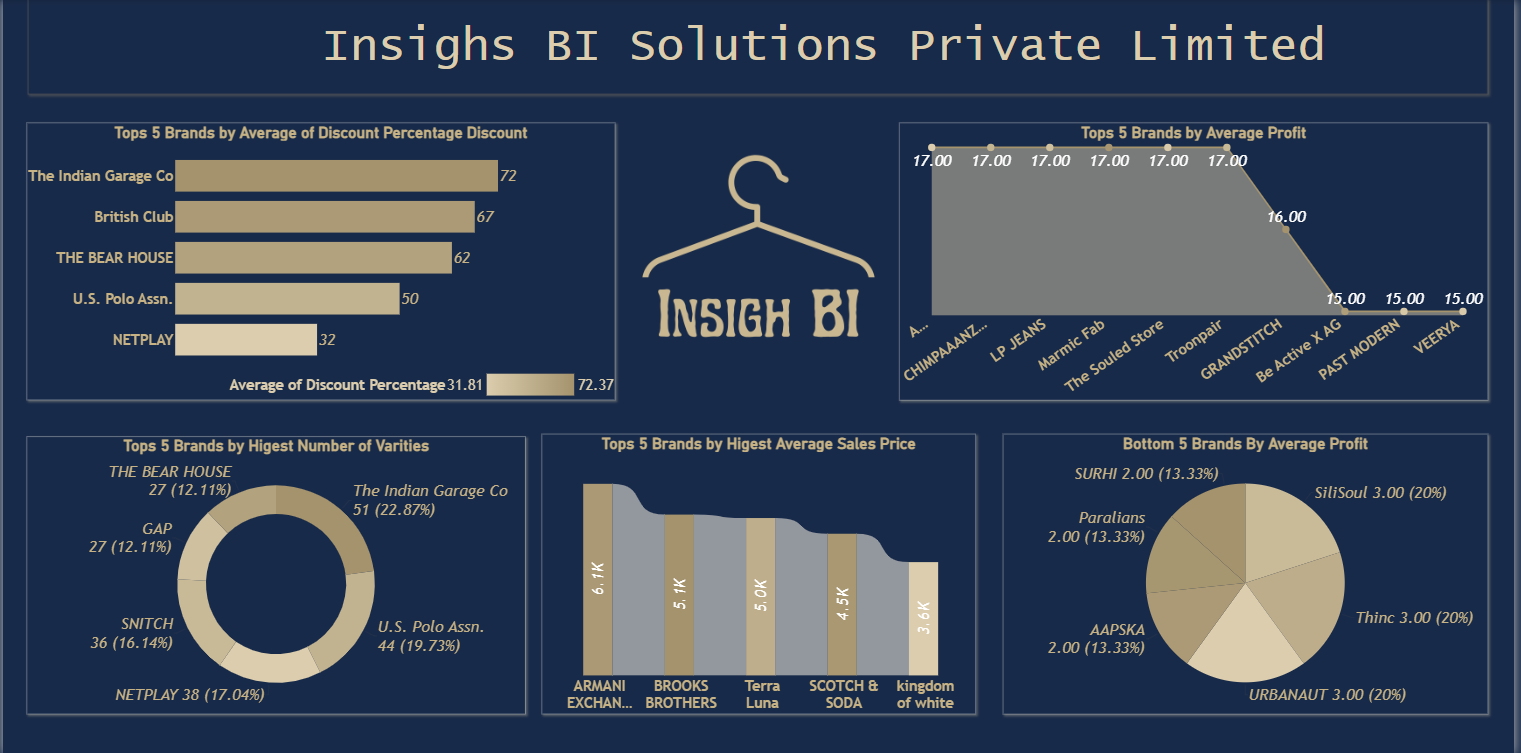 Insighs BI Solutions Private Limited
Tops 5 Brands by Average of Discount Percentage Discount
The Indian Garage Co 72
British Club 67
THE BEAR HOUSE 62
U.S. Polo Assn. 50
NETPLAY 32
Average of Discount Percentage 31.81 72.37
INSIGH BI
Tops 5 Brands by Average Profit
17.00 17.00 17.00 17.00 17.00 17.00
16.00
15.00 15.00 15.00
A...
CHIMPAAANZ...
LP JEANS
Marmic Fab
The Souled Store
Troonpair
GRANDSTITCH
Be Active X AG
PAST MODERN
VEERYA
Tops 5 Brands by Higest Number of Varities
THE BEAR HOUSE
27 (12.11%)
The Indian Garage Co
51 (22.87%)
GAP
27 (12.11%)
SNITCH
36 (16.14%)
U.S. Polo Assn.
44 (19.73%)
NETPLAY 38 (17.04%)
Tops 5 Brands by Higest Average Sales Price
6.1K
5.1K
5.0K
4.5K
3.6K
ARMANI
EXCHAN...
BROOKS
BROTHERS
Terra
Luna
SCOTCH &
SODA
kingdom
of white
Bottom 5 Brands By Average Profit
SURHI 2.00 (13.33%)
SiliSoul 3.00 (20%)
Paralians
2.00 (13.33%)
Thinc 3.00 (20%)
AAPSKA
2.00 (13.33%)
URBANAUT 3.00 (20%)